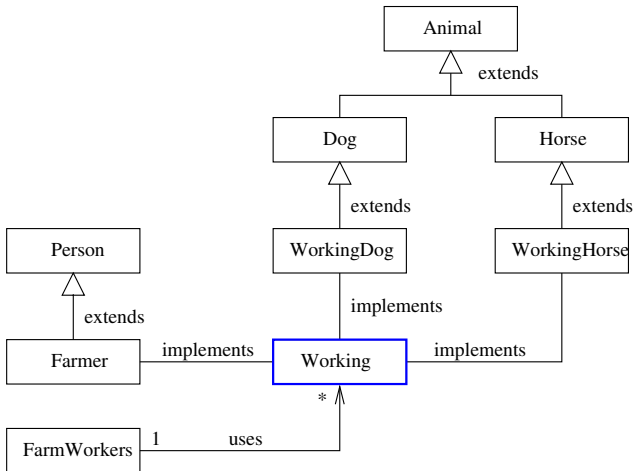 Animal
extends
Dog
Horse
extends
extends
Person
WorkingDog
WorkingHorse
implements
extends
Farmer
implements
Working
implements
*
FarmWorkers
1
uses